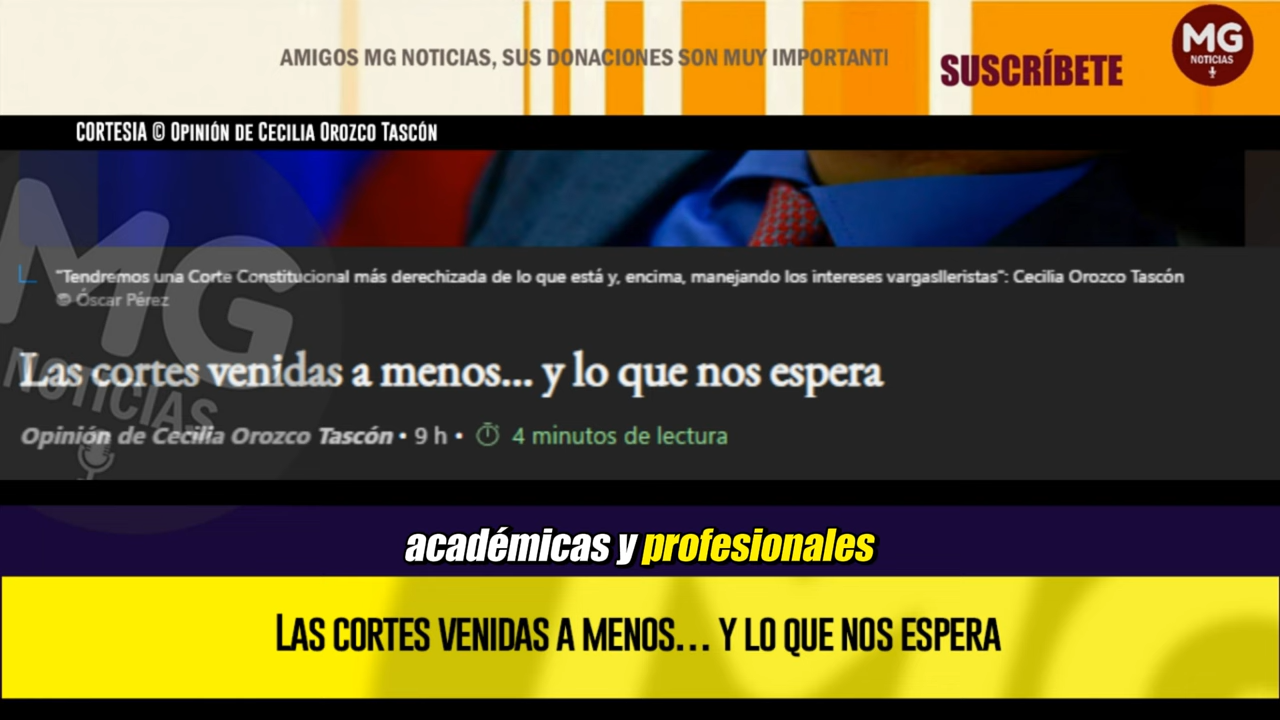 AMIGOS MG NOTICIAS, SUS DONACIONES SON MUY IMPORTANTI
SUSCRÍBETE
MG
NOTICIAS
CORTESIA © OPINIÓN DE CECILIA OROZCO TASCÓN
"Tendremos una Corte Constitucional más derechizada de lo que está y, encima, manejando los intereses vargaslleristas": Cecilia Orozco Tascón
© Óscar Pérez
MG
NOTICIAS
Las cortes venidas a menos... y lo que nos espera
Opinión de Cecilia Orozco Tascón • 9 h • 4 minutos de lectura
académicas y profesionales
LAS CORTES VENIDAS A MENOS... Y LO QUE NOS ESPERA